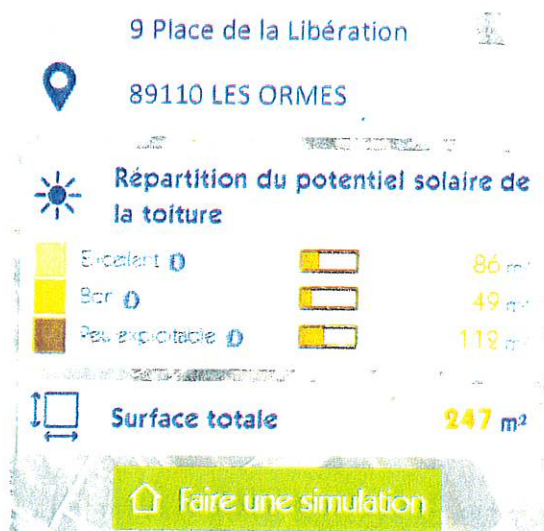 9 Place de la Libération
89110 LES ORMES
Répartition du potentiel solaire de
la toiture
Excellent 86 m²
Bon 49 m²
Peu exploitable 112 m²
Surface totale 247 m²
Faire une simulation